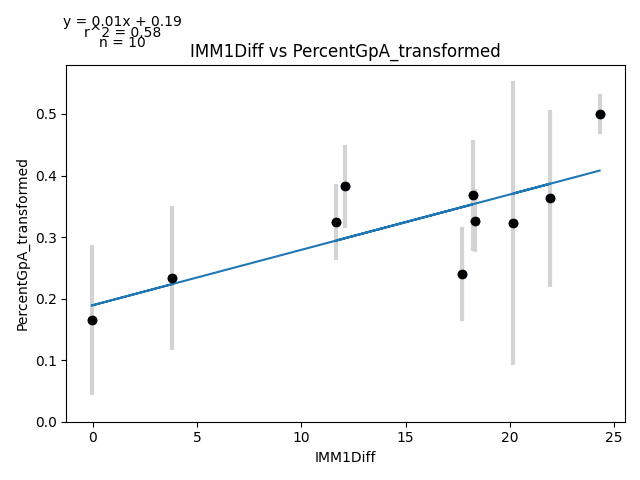 y = 0.01x + 0.19
r^2 = 0.58
n = 10
IMM1Diff vs PercentGpA_transformed
0.5
0.4
0.3
0.2
0.1
0.0
PercentGpA_transformed
0
5
10
15
20
25
IMM1Diff